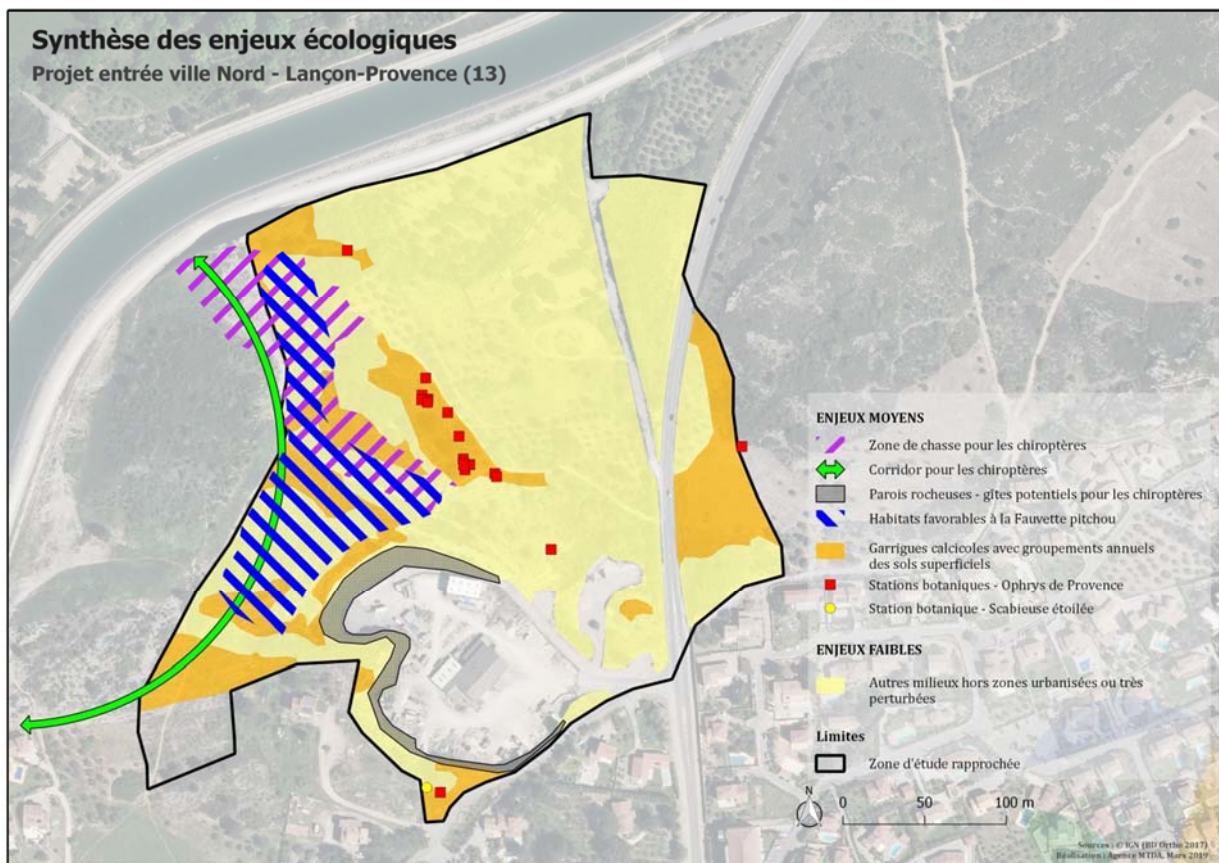 Synthèse des enjeux écologiques
Projet entrée ville Nord - Lançon-Provence (13)
ENJEUX MOYENS
Zone de chasse pour les chiroptères
Corridor pour les chiroptères
Parois rocheuses - gîtes potentiels pour les chiroptères
Habitats favorables à la Fauvette pitchou
Garrigues calcicoles avec groupements annuels
des sols superficiels
Stations botaniques - Ophrys de Provence
Station botanique - Scabieuse étoilée
ENJEUX FAIBLES
Autres milieux hors zones urbanisées ou très
perturbées
Limites
Zone d'étude rapprochée
N
0 50 100 m
Sources : © IGN (BD Ortho 2017)
Réalisation : Agence MTDA, Mars 2019